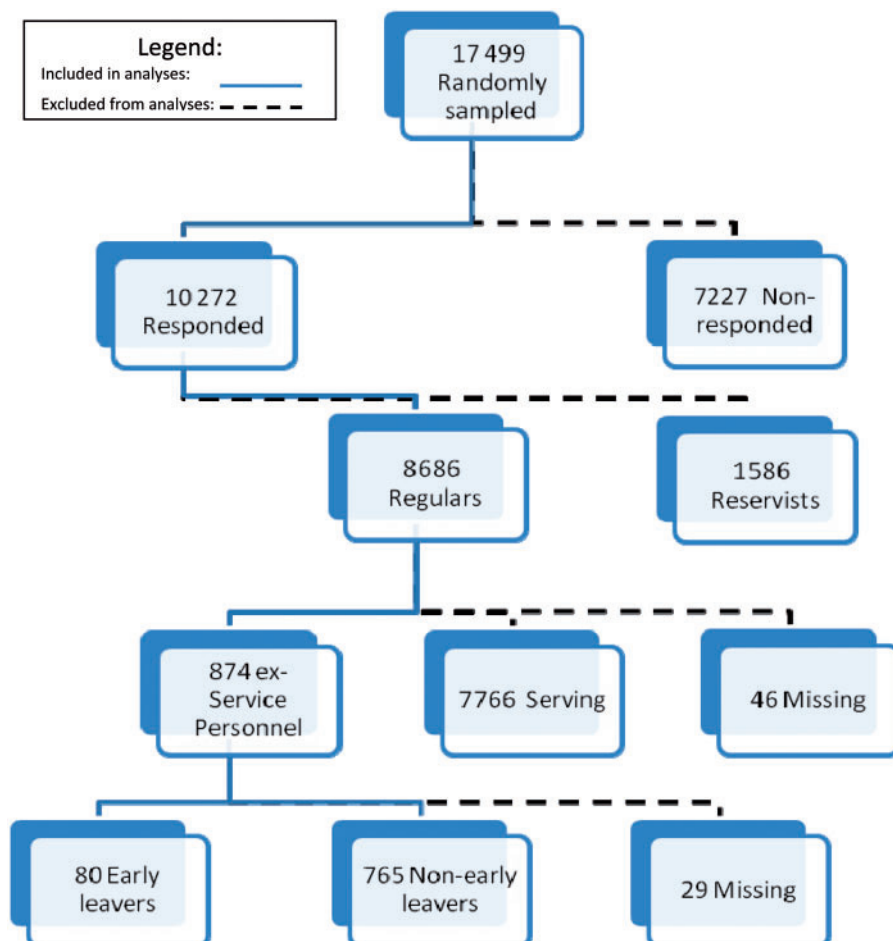 Legend:
Included in analyses:
Excluded from analyses:
17 499
Randomly
sampled
10 272
Responded
7227 Non-
responded
8686
Regulars
1586
Reservists
874 ex-
Service
Personnel
7766 Serving
46 Missing
80 Early
leavers
765 Non-early
leavers
29 Missing